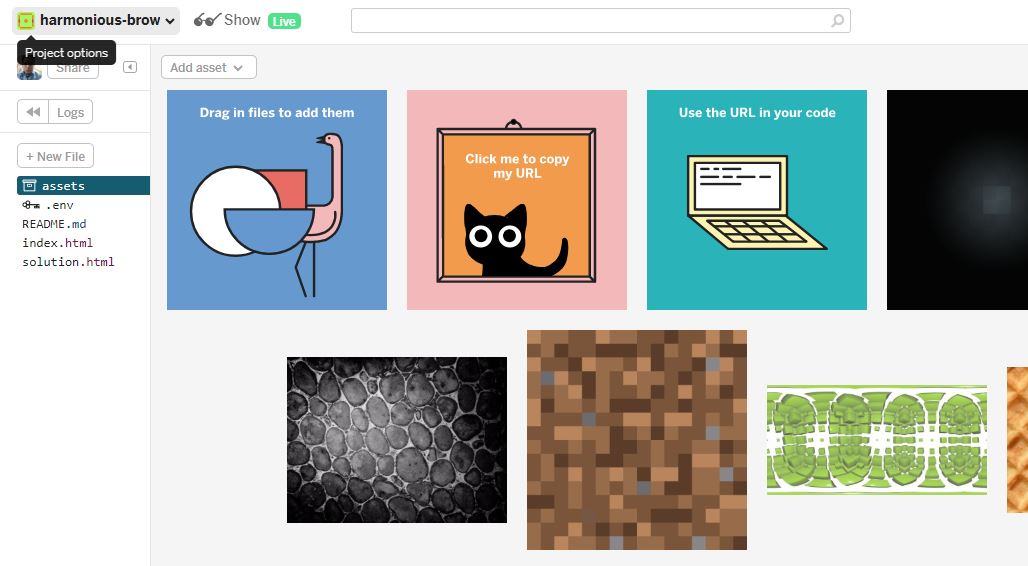 harmonious-brow
Show
Live
Project options
Share
Add asset
Logs
+ New File
assets
.env
README.md
index.html
solution.html
Drag in files to add them
Click me to copy
my URL
Use the URL in your code